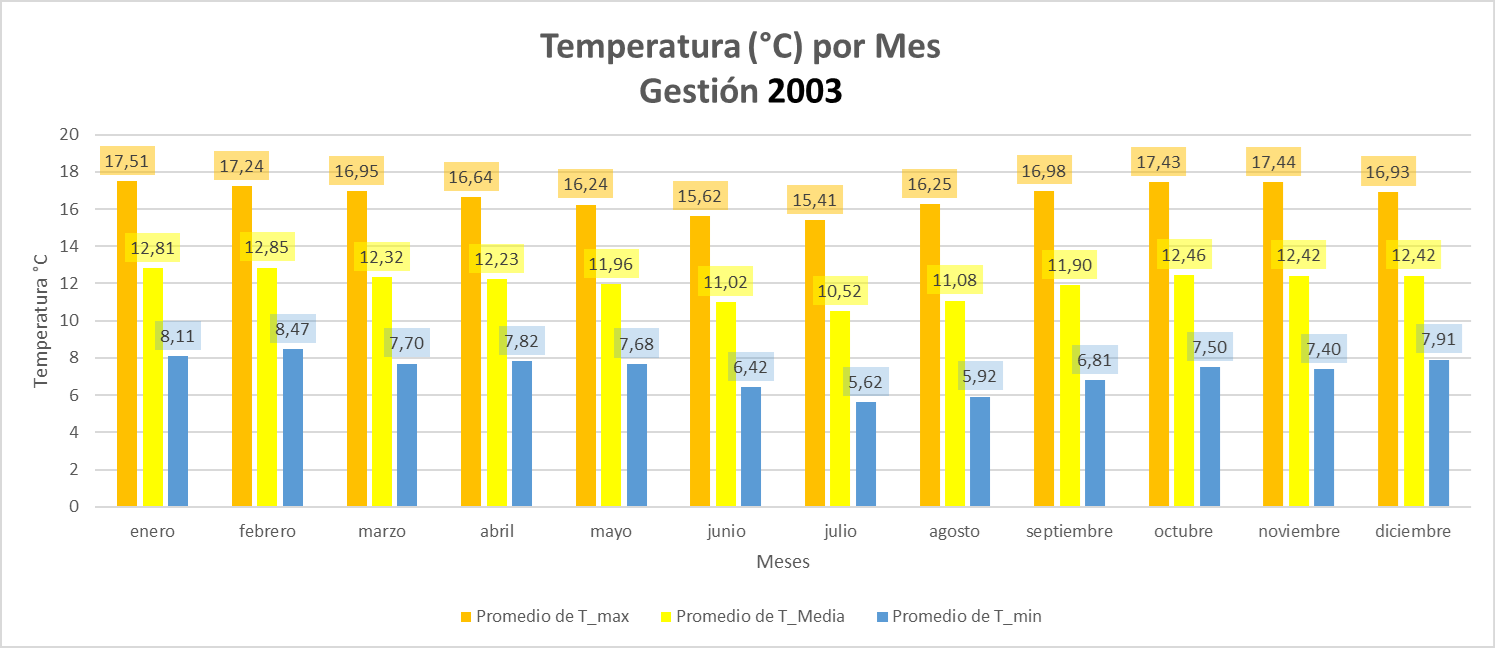 Temperatura (°C) por Mes
Gestión 2003
Temperatura °C
20
18
16
14
12
10
8
6
4
2
0
17,51
17,24
16,95
16,64
16,24
15,62
15,41
16,25
16,98
17,43
17,44
16,93
12,81
12,85
12,32
12,23
11,96
11,02
10,52
11,08
11,90
12,46
12,42
12,42
8,11
8,47
7,70
7,82
7,68
6,42
5,62
5,92
6,81
7,50
7,40
7,91
enero
febrero
marzo
abril
mayo
junio
julio
agosto
septiembre
octubre
noviembre
diciembre
Meses
Promedio de T_max
Promedio de T_Media
Promedio de T_min